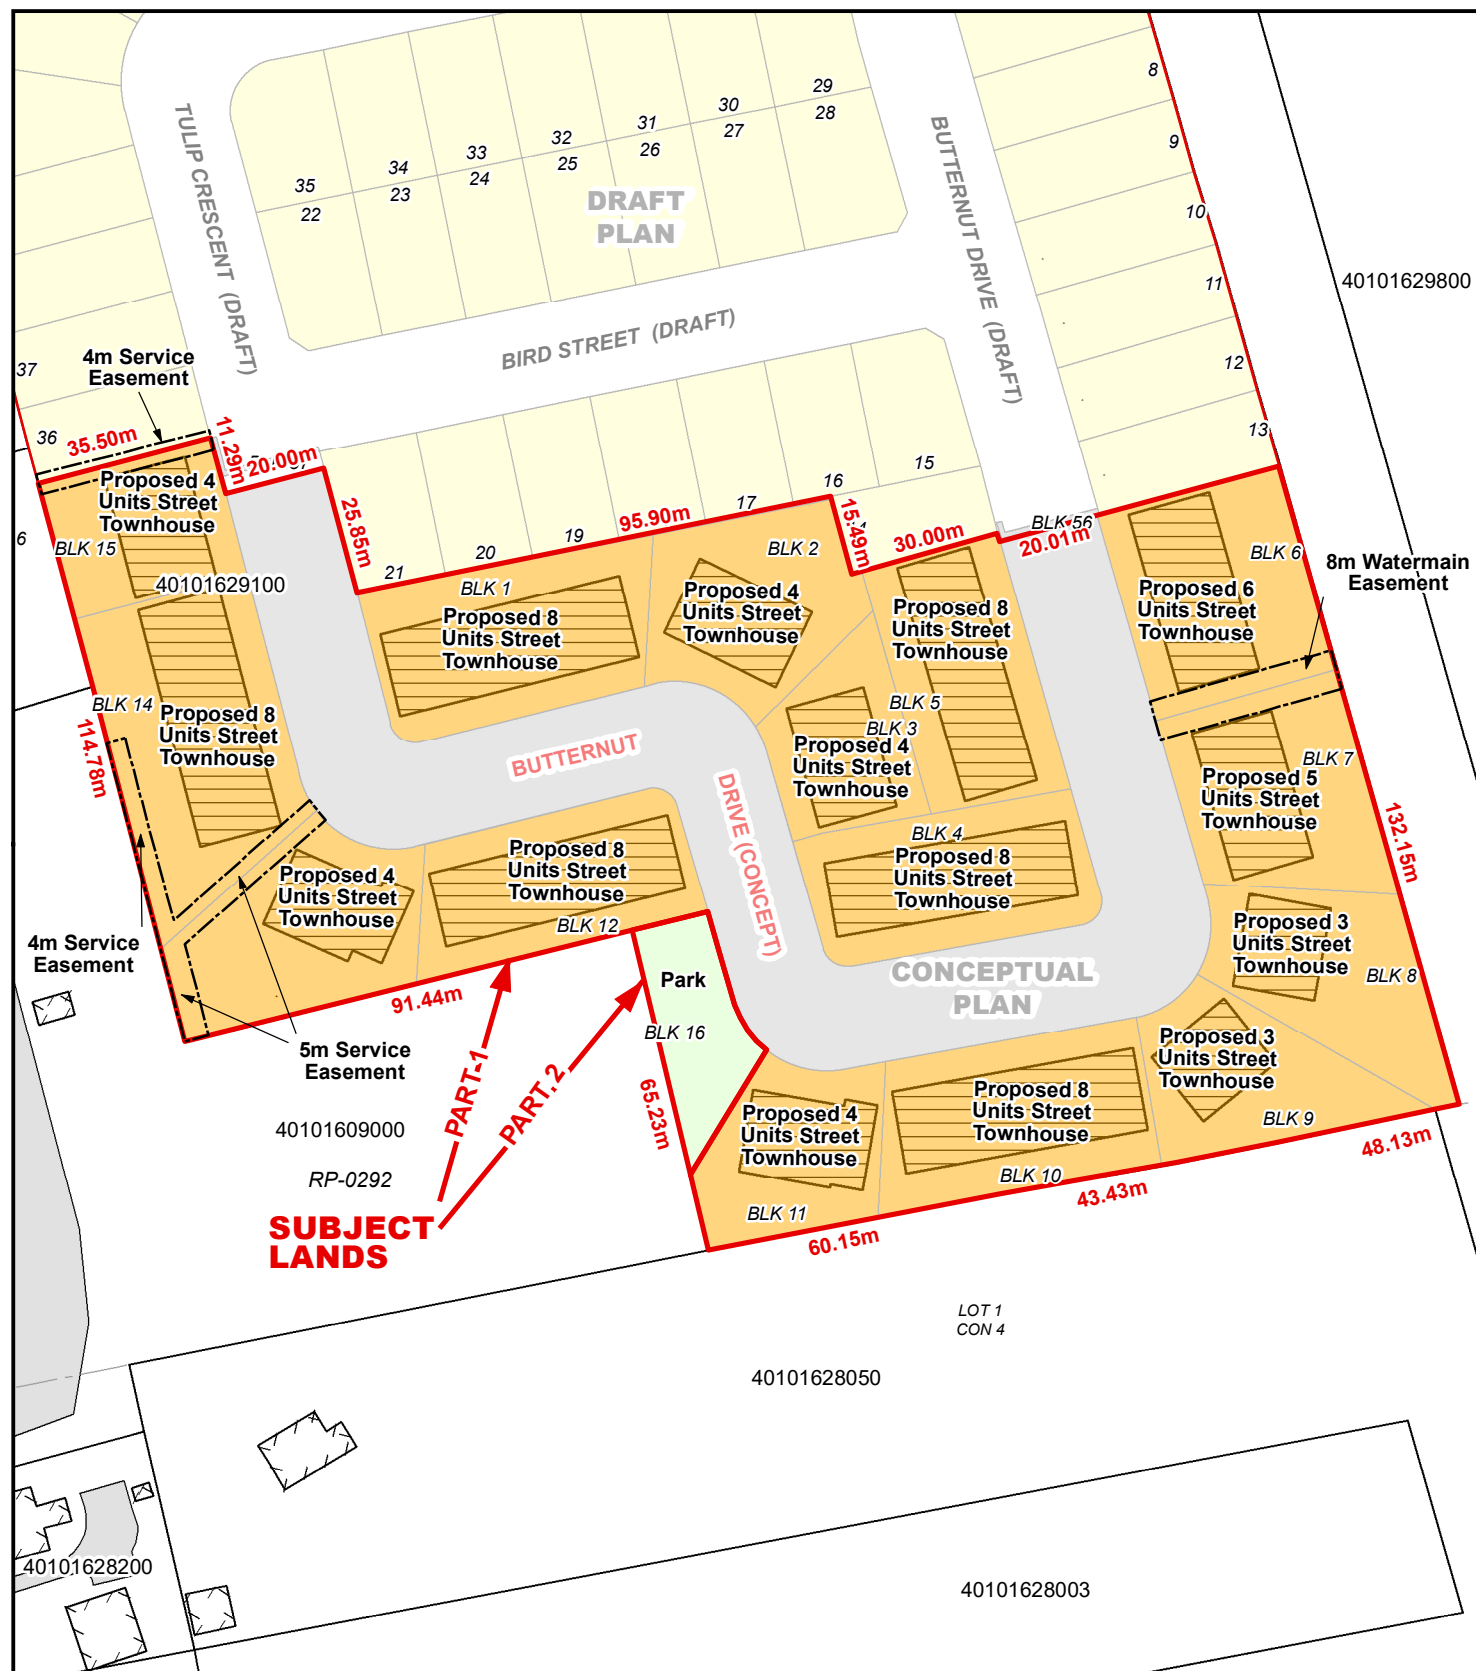 8
29
28
30
27
31
26
32
25
33
24
34
23
35
22
9
10
11
12
13
TULIP CRESCENT (DRAFT)
DRAFT
PLAN
BUTTERNUT DRIVE (DRAFT)
BIRD STREET (DRAFT)
40101629800
4m Service
Easement
37
36
6
35.50m
11.29m
20.00m
25.85m
95.90m
15.49m
30.00m
20.01m
15
16
17
19
20
21
BLK 56
Proposed 4
Units Street
Townhouse
BLK 15
40101629100
BLK 1
Proposed 8
Units Street
Townhouse
BLK 2
Proposed 4
Units Street
Townhouse
Proposed 8
Units Street
Townhouse
BLK 5
BLK 6
Proposed 6
Units Street
Townhouse
8m Watermain
Easement
BLK 14
Proposed 8
Units Street
Townhouse
114.78m
BUTTERNUT
DRIVE (CONCEPT)
BLK 3
Proposed 4
Units Street
Townhouse
BLK 7
Proposed 5
Units Street
Townhouse
132.15m
BLK 4
Proposed 8
Units Street
Townhouse
Proposed 4
Units Street
Townhouse
Proposed 8
Units Street
Townhouse
BLK 12
4m Service
Easement
Proposed 3
Units Street
Townhouse
BLK 8
CONCEPTUAL
PLAN
Park
BLK 16
91.44m
5m Service
Easement
PART-1
PART.2
65.23m
Proposed 3
Units Street
Townhouse
BLK 9
Proposed 8
Units Street
Townhouse
BLK 10
Proposed 4
Units Street
Townhouse
BLK 11
48.13m
43.43m
60.15m
40101609000
RP-0292
SUBJECT
LANDS
LOT 1
CON 4
40101628050
40101628200
40101628003